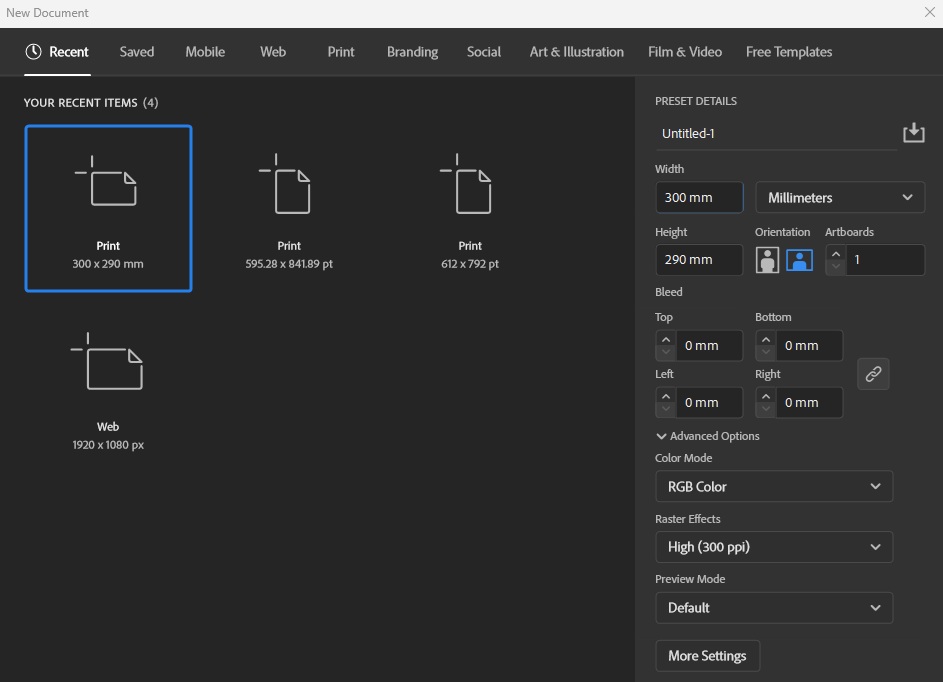 New Document
Recent Saved Mobile Web Print Branding Social Art & Illustration Film & Video Free Templates
YOUR RECENT ITEMS (4)
Print
300 x 290 mm
Print
595.28 x 841.89 pt
Print
612 x 792 pt
Web
1920 x 1080 px
PRESET DETAILS
Untitled-1
Width
300 mm Millimeters
Height Orientation Artboards
290 mm 1
Bleed
Top Bottom
0 mm 0 mm
Left Right
0 mm 0 mm
Advanced Options
Color Mode
RGB Color
Raster Effects
High (300 ppi)
Preview Mode
Default
More Settings